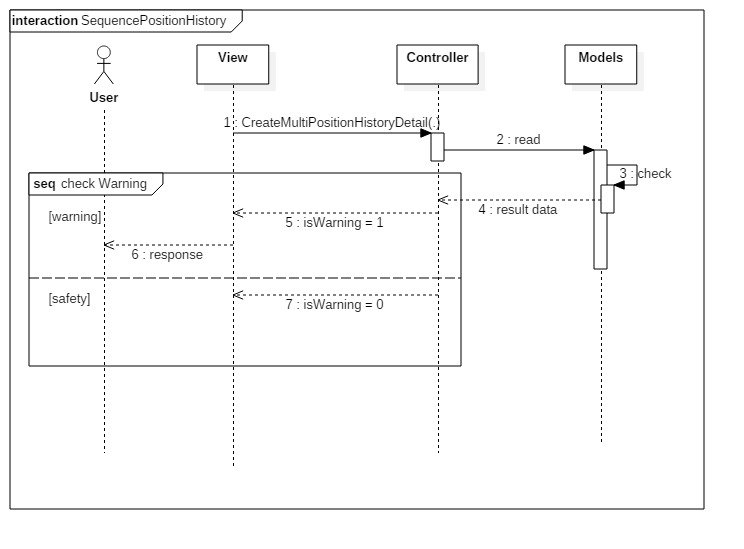 interaction SequencePositionHistory
View
Controller
Models
User
1 : CreateMultiPositionHistoryDetail(.)
2 : read
3 : check
seq check Warning
4 : result data
[warning]
5 : isWarning = 1
6 : response
[safety]
7 : isWarning = 0